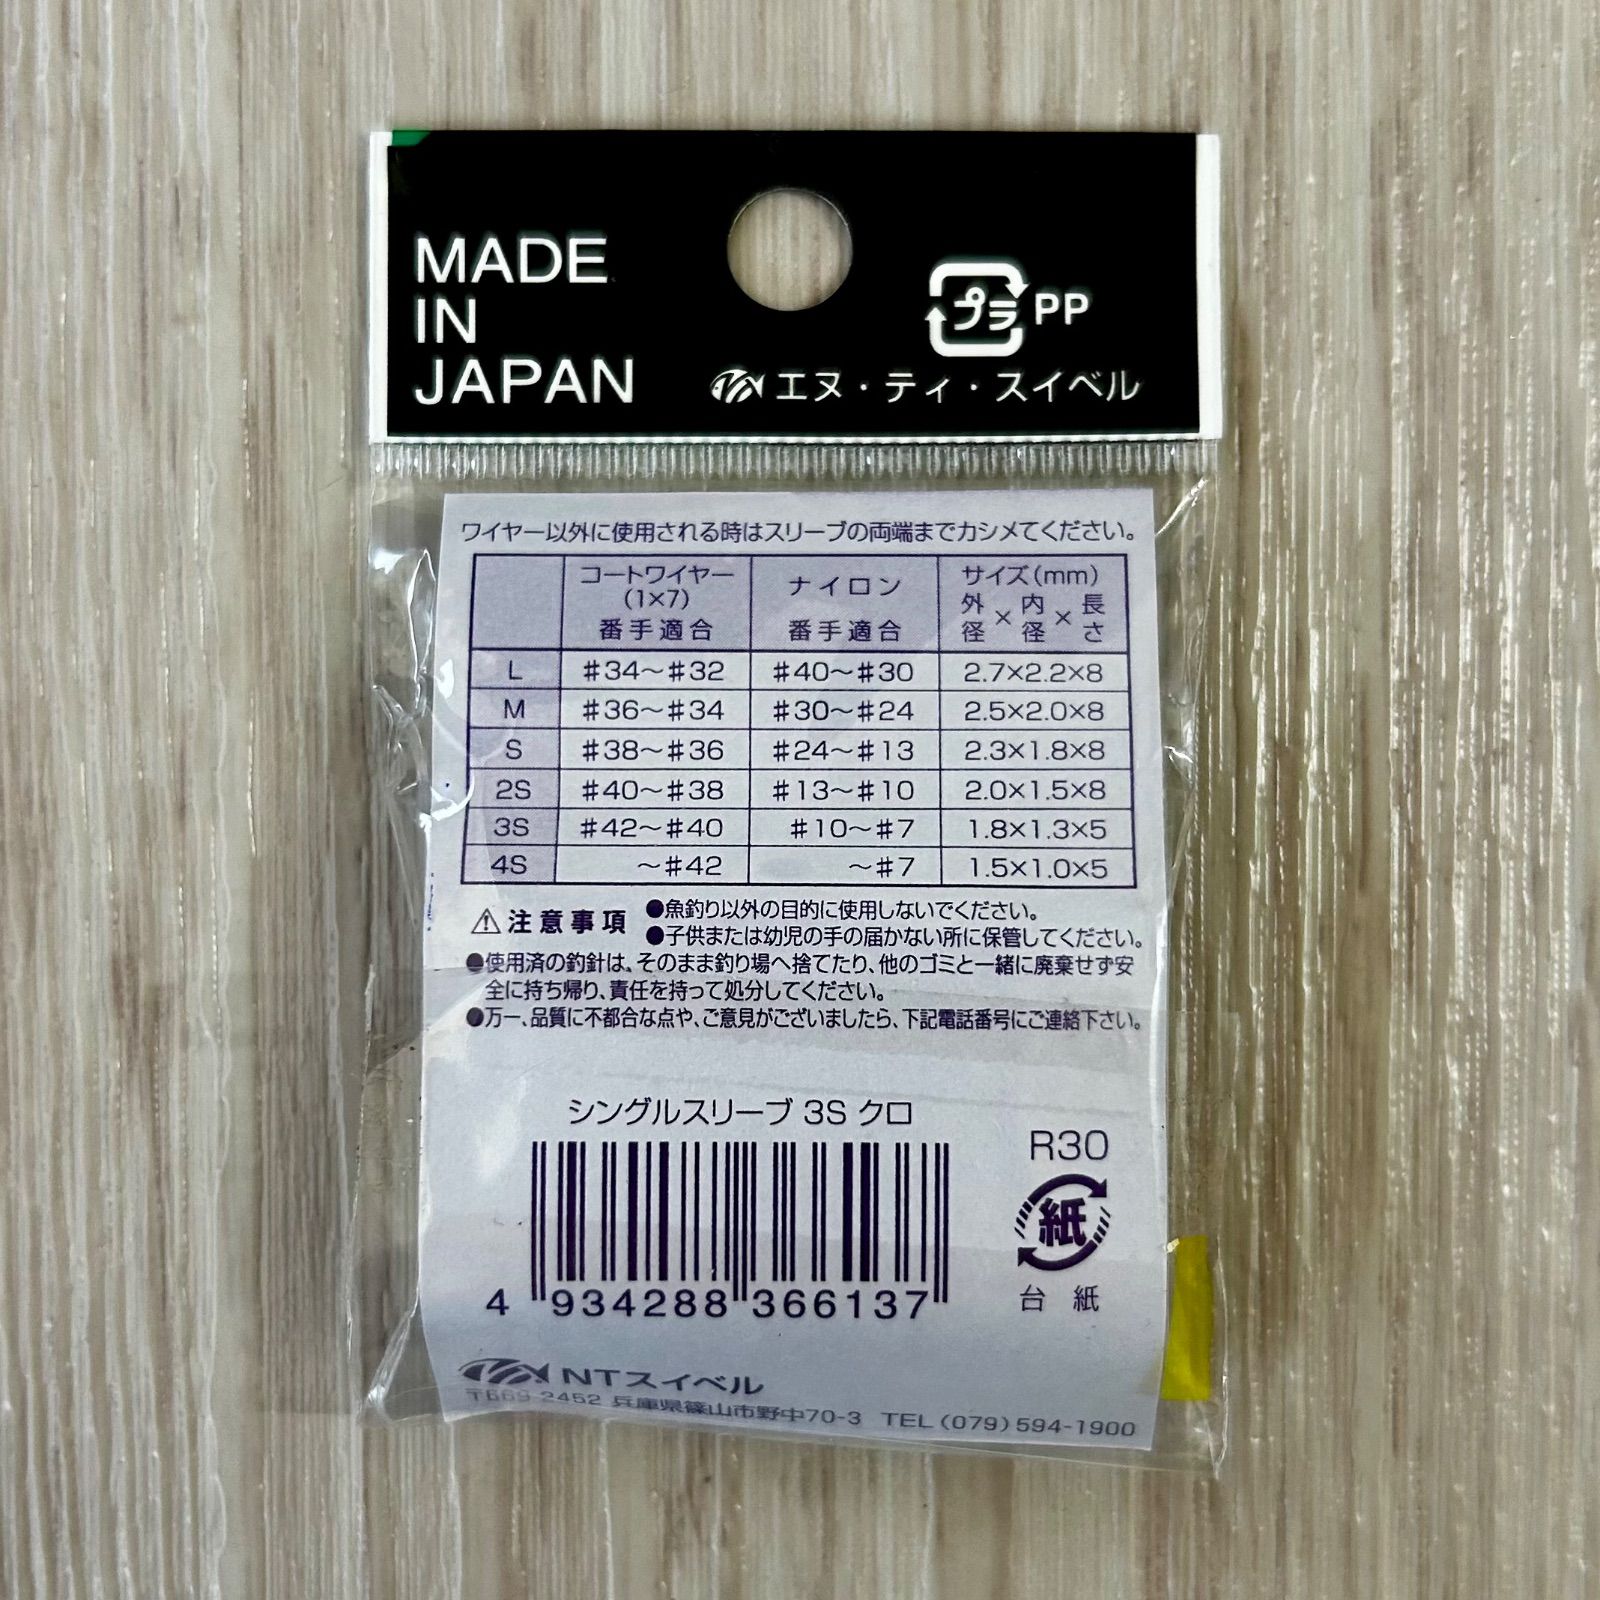 MADE
IN
JAPAN
プラ PP
エヌ・ティ・スイベル
ワイヤー以外に使用される時はスリーブの両端までカシメてください。
コートワイヤー(1×7)番手適合 ナイロン番手適合 サイズ(mm)外径×内径×長さ
L #34〜#32 #40〜#30 2.7×2.2×8
M #36〜#34 #30〜#24 2.5×2.0×8
S #38〜#36 #24〜#13 2.3×1.8×8
2S #40〜#38 #13〜#10 2.0×1.5×8
3S #42〜#40 #10〜#7 1.8×1.3×5
4S 〜#42 〜#7 1.5×1.0×5
⚠注意事項 ●魚釣り以外の目的に使用しないでください。
●子供または幼児の手の届かない所に保管してください。
●使用済の釣針は、そのまま釣り場へ捨てたり、他のゴミと一緒に廃棄せず安
全に持ち帰り、責任を持って処分してください。
●万一、品質に不都合な点や、ご意見がございましたら、下記電話番号にご連絡下さい。
シングルスリーブ 3S クロ
R30
紙
台紙
4 934288 366137
NTスイベル
〒669-2452 兵庫県篠山市野中70-3 TEL(079)594-1900